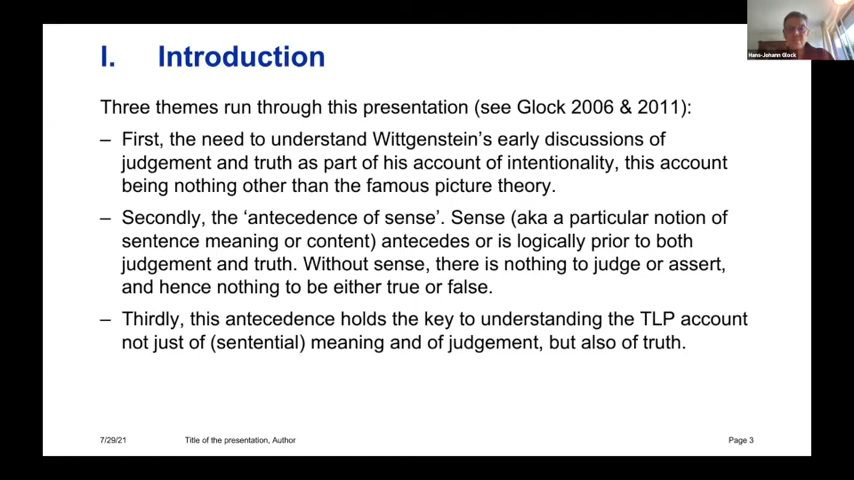 I. Introduction
Hans-Johann Glock
Three themes run through this presentation (see Glock 2006 & 2011):
– First, the need to understand Wittgenstein's early discussions of
judgement and truth as part of his account of intentionality, this account
being nothing other than the famous picture theory.
– Secondly, the 'antecedence of sense'. Sense (aka a particular notion of
sentence meaning or content) antecedes or is logically prior to both
judgement and truth. Without sense, there is nothing to judge or assert,
and hence nothing to be either true or false.
– Thirdly, this antecedence holds the key to understanding the TLP account
not just of (sentential) meaning and of judgement, but also of truth.
7/29/21 Title of the presentation, Author Page 3